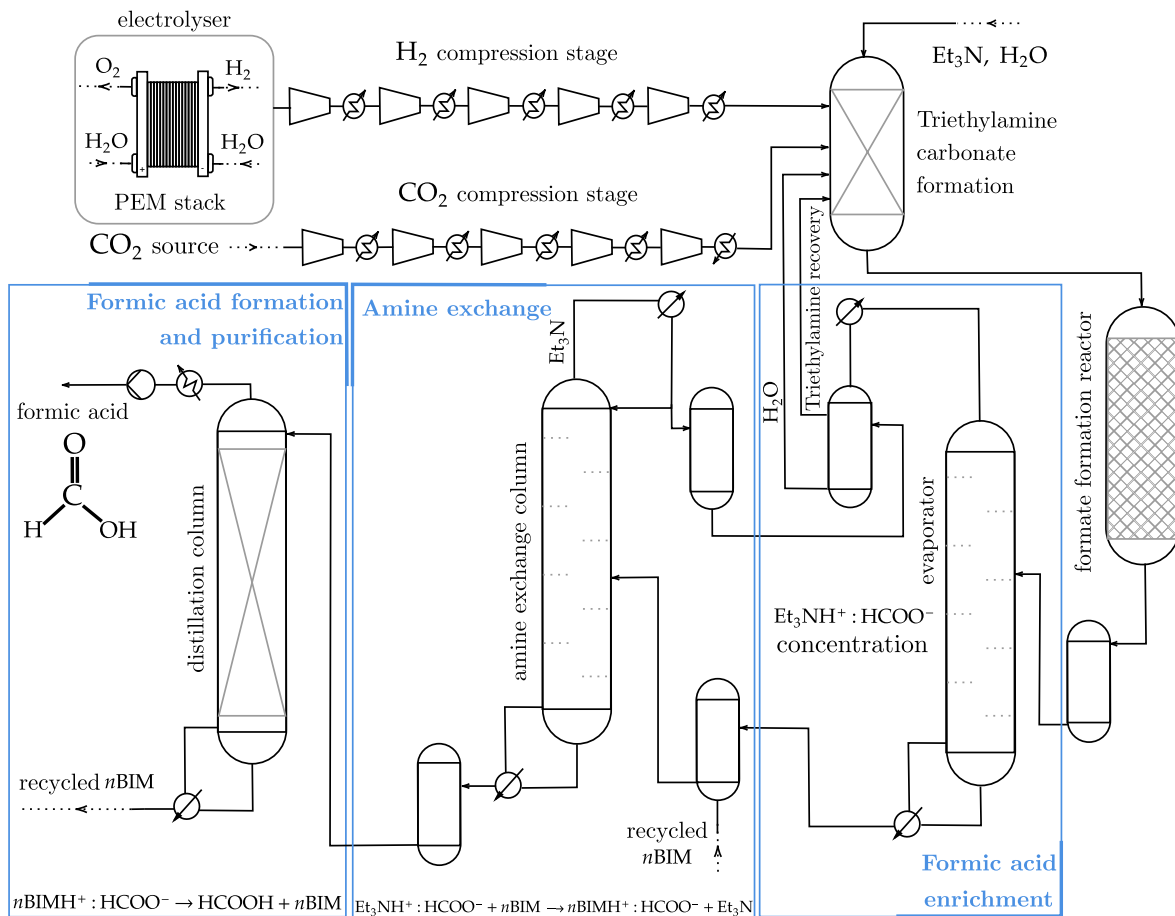 electrolyser
O₂
H₂
H₂O
H₂O
+
-
PEM stack
H₂ compression stage
Et₃N, H₂O
Triethylamine
carbonate
formation
CO₂ compression stage
CO₂ source
Formic acid formation
and purification
Amine exchange
Et₃N
H₂O
Triethylamine recovery
formate formation reactor
formic acid
O
C
H
OH
distillation column
amine exchange column
evaporator
Et₃NH⁺ : HCOO⁻
concentration
recycled nBIM
recycled
nBIM
Formic acid
enrichment
nBIMH⁺ : HCOO⁻ → HCOOH + nBIM
Et₃NH⁺ : HCOO⁻ + nBIM → nBIMH⁺ : HCOO⁻ + Et₃N